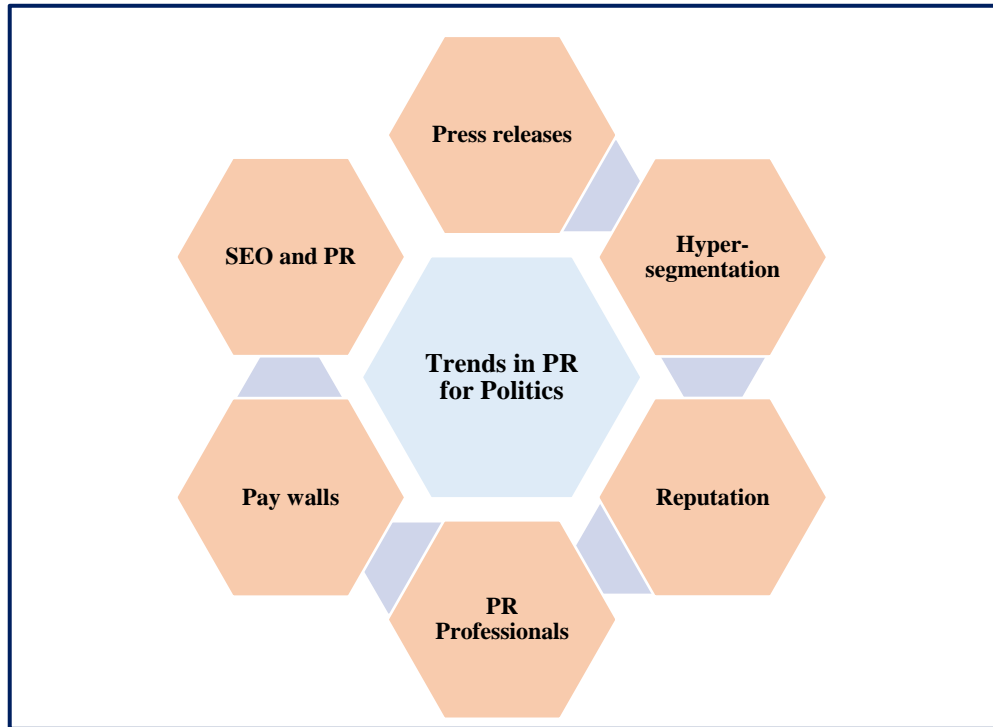 Press releases
Hyper-
segmentation
SEO and PR
Trends in PR
for Politics
Pay walls
Reputation
PR
Professionals